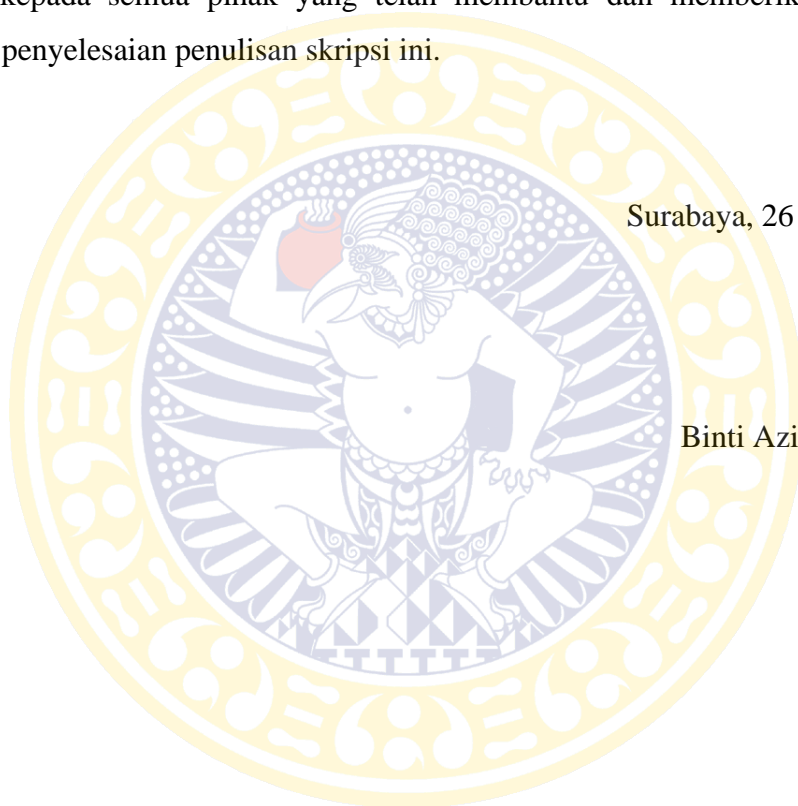 kepada semua pihak yang telah membantu dan memberik
penyelesaian penulisan skripsi ini.
Surabaya, 26
Binti Azi